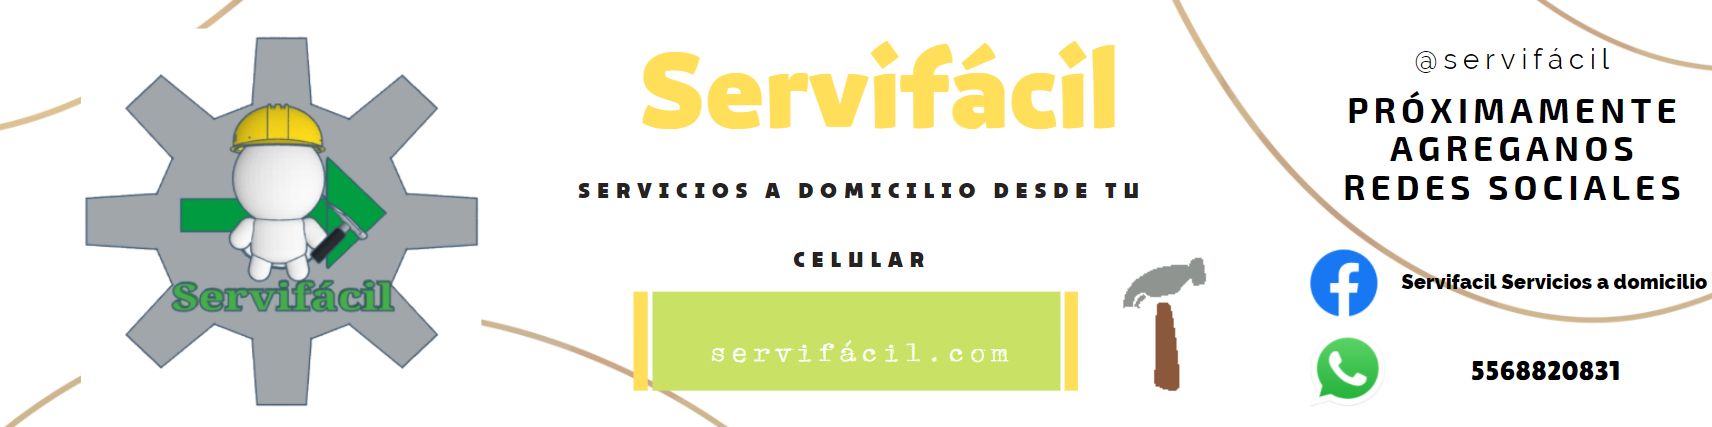 Servifácil
Servifácil
SERVICIOS A DOMICILIO DESDE TU
CELULAR
servifácil.com
@servifácil
PRÓXIMAMENTE
AGREGANOS
REDES SOCIALES
Servifacil Servicios a domicilio
5568820831